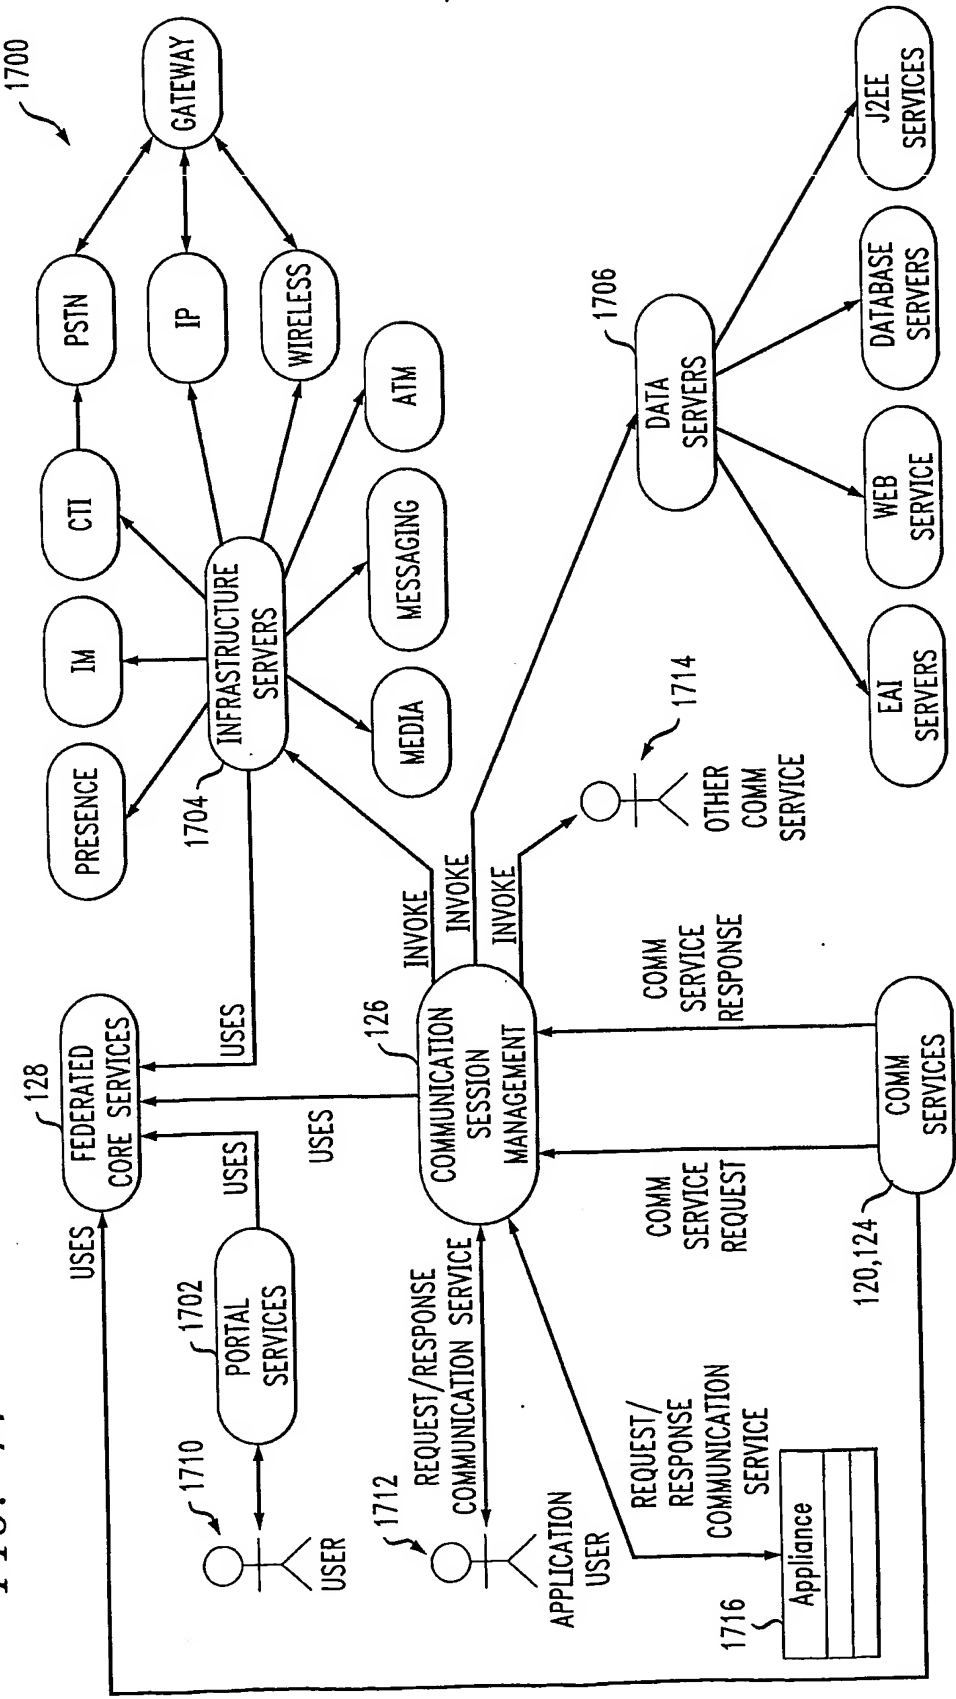 1700
GATEWAY
PSTN
IP
WIRELESS
CTI
IM
PRESENCE
INFRASTRUCTURE
SERVERS
1704
ATM
MESSAGING
MEDIA
1706
DATA
SERVERS
J2EE
SERVICES
DATABASE
SERVERS
WEB
SERVICE
EAI
SERVERS
1714
OTHER
COMM
SERVICE
INVOKE
INVOKE
INVOKE
128
FEDERATED
CORE SERVICES
USES
USES
USES
USES
126
COMMUNICATION
SESSION
MANAGEMENT
COMM
SERVICE
RESPONSE
COMM
SERVICE
REQUEST
COMM
SERVICES
120,124
1702
PORTAL
SERVICES
1710
USER
REQUEST/RESPONSE
COMMUNICATION SERVICE
1712
APPLICATION
USER
REQUEST/
RESPONSE
COMMUNICATION
SERVICE
1716
Appliance